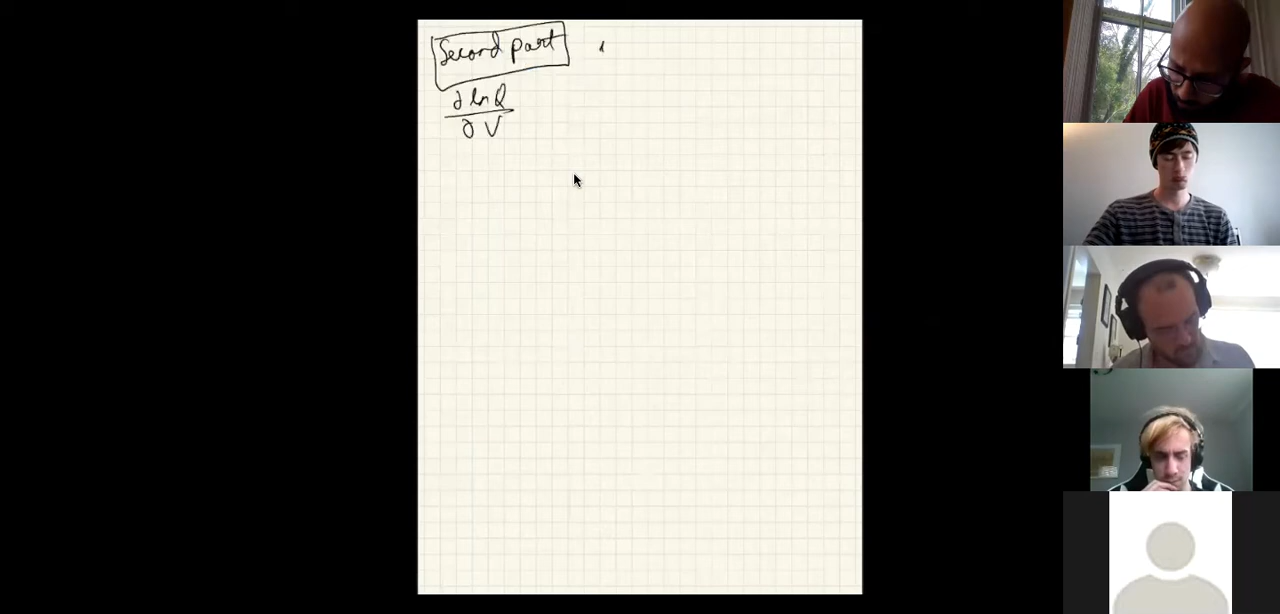 Second part
∂ ln Q
∂ V